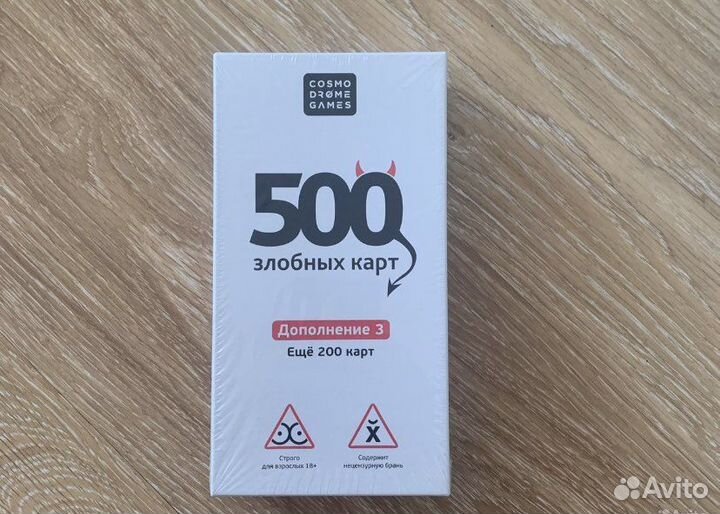 COSMO
DRØME
GAMES
500
злобных карт
Дополнение 3
Ещё 200 карт
Строго
для взрослых 18+
Содержит
нецензурную брань
Avito